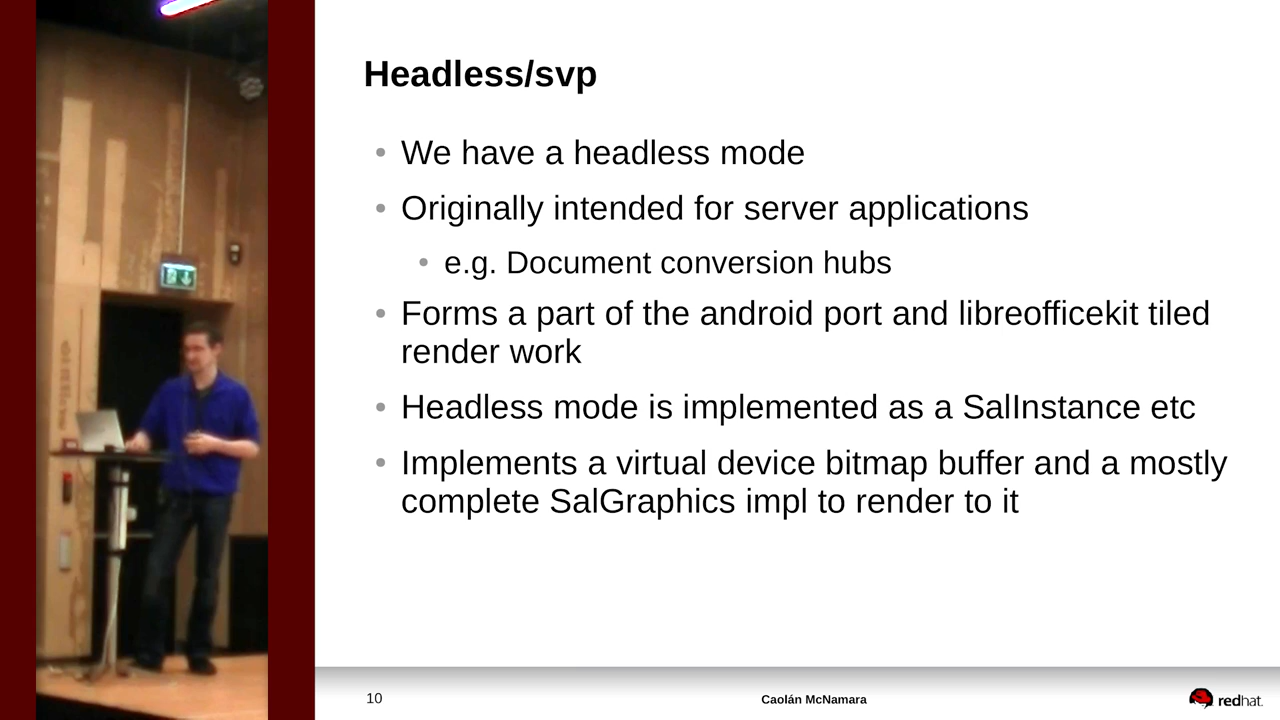 Headless/svp
• We have a headless mode
• Originally intended for server applications
• e.g. Document conversion hubs
• Forms a part of the android port and libreofficekit tiled
render work
• Headless mode is implemented as a SalInstance etc
• Implements a virtual device bitmap buffer and a mostly
complete SalGraphics impl to render to it
10
Caolán McNamara
redhat.